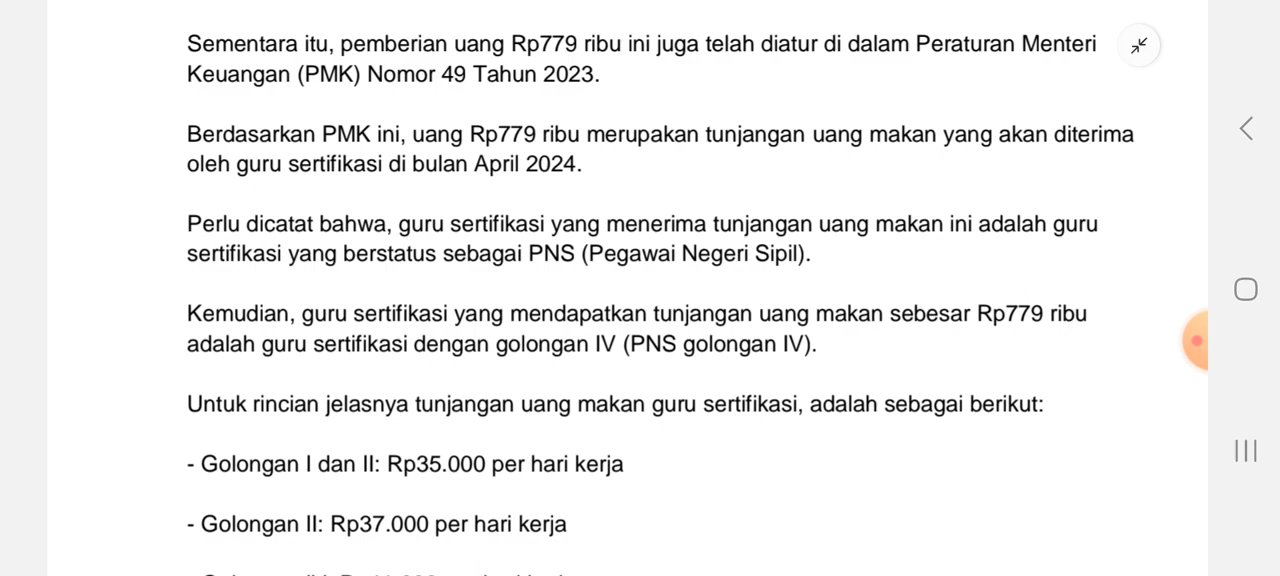 Sementara itu, pemberian uang Rp779 ribu ini juga telah diatur di dalam Peraturan Menteri
Keuangan (PMK) Nomor 49 Tahun 2023.
Berdasarkan PMK ini, uang Rp779 ribu merupakan tunjangan uang makan yang akan diterima
oleh guru sertifikasi di bulan April 2024.
Perlu dicatat bahwa, guru sertifikasi yang menerima tunjangan uang makan ini adalah guru
sertifikasi yang berstatus sebagai PNS (Pegawai Negeri Sipil).
Kemudian, guru sertifikasi yang mendapatkan tunjangan uang makan sebesar Rp779 ribu
adalah guru sertifikasi dengan golongan IV (PNS golongan IV).
Untuk rincian jelasnya tunjangan uang makan guru sertifikasi, adalah sebagai berikut:
- Golongan I dan II: Rp35.000 per hari kerja
- Golongan II: Rp37.000 per hari kerja